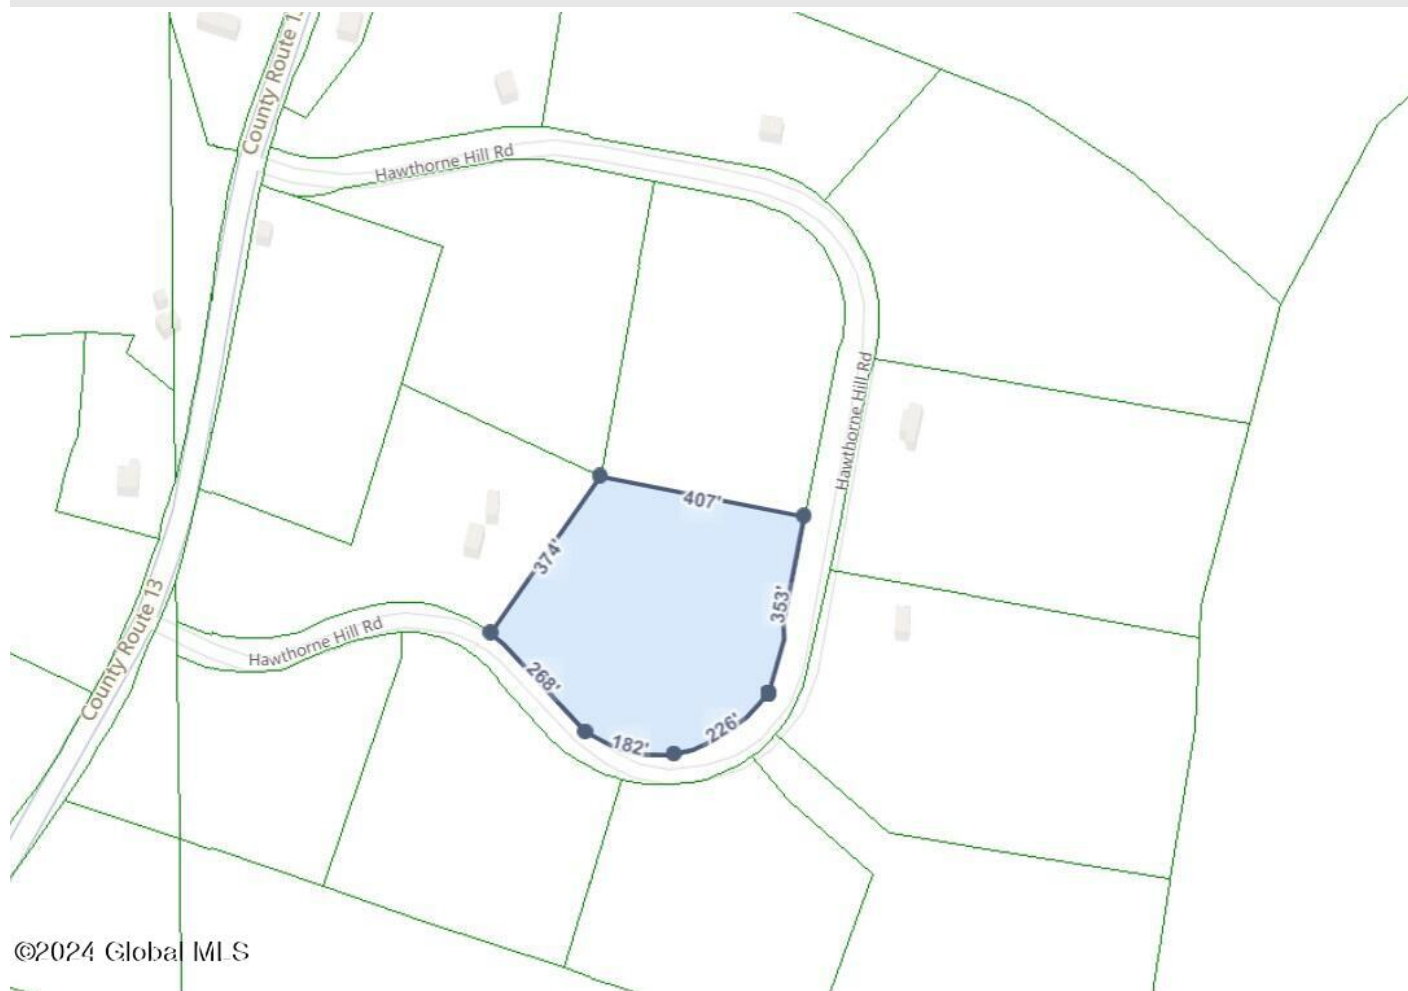 County Route 1
Hawthorne Hill Rd
Hawthorne Hill Rd
407'
374'
353'
County Route 13
Hawthorne Hill Rd
268'
182'
226'
©2024 Global MLS